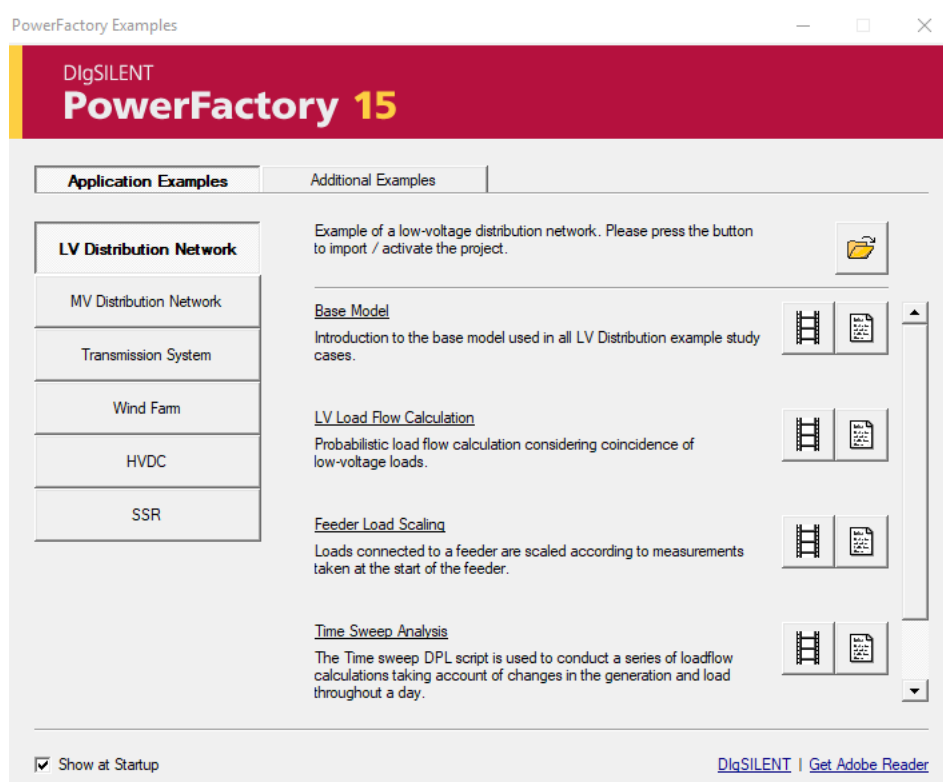 PowerFactory Examples
DIgSILENT
PowerFactory 15
Application Examples
Additional Examples
LV Distribution Network
MV Distribution Network
Transmission System
Wind Farm
HVDC
SSR
Example of a low-voltage distribution network. Please press the button
to import / activate the project.
Base Model
Introduction to the base model used in all LV Distribution example study
cases.
LV Load Flow Calculation
Probabilistic load flow calculation considering coincidence of
low-voltage loads.
Feeder Load Scaling
Loads connected to a feeder are scaled according to measurements
taken at the start of the feeder.
Time Sweep Analysis
The Time sweep DPL script is used to conduct a series of loadflow
calculations taking account of changes in the generation and load
throughout a day.
Show at Startup
DIgSILENT | Get Adobe Reader